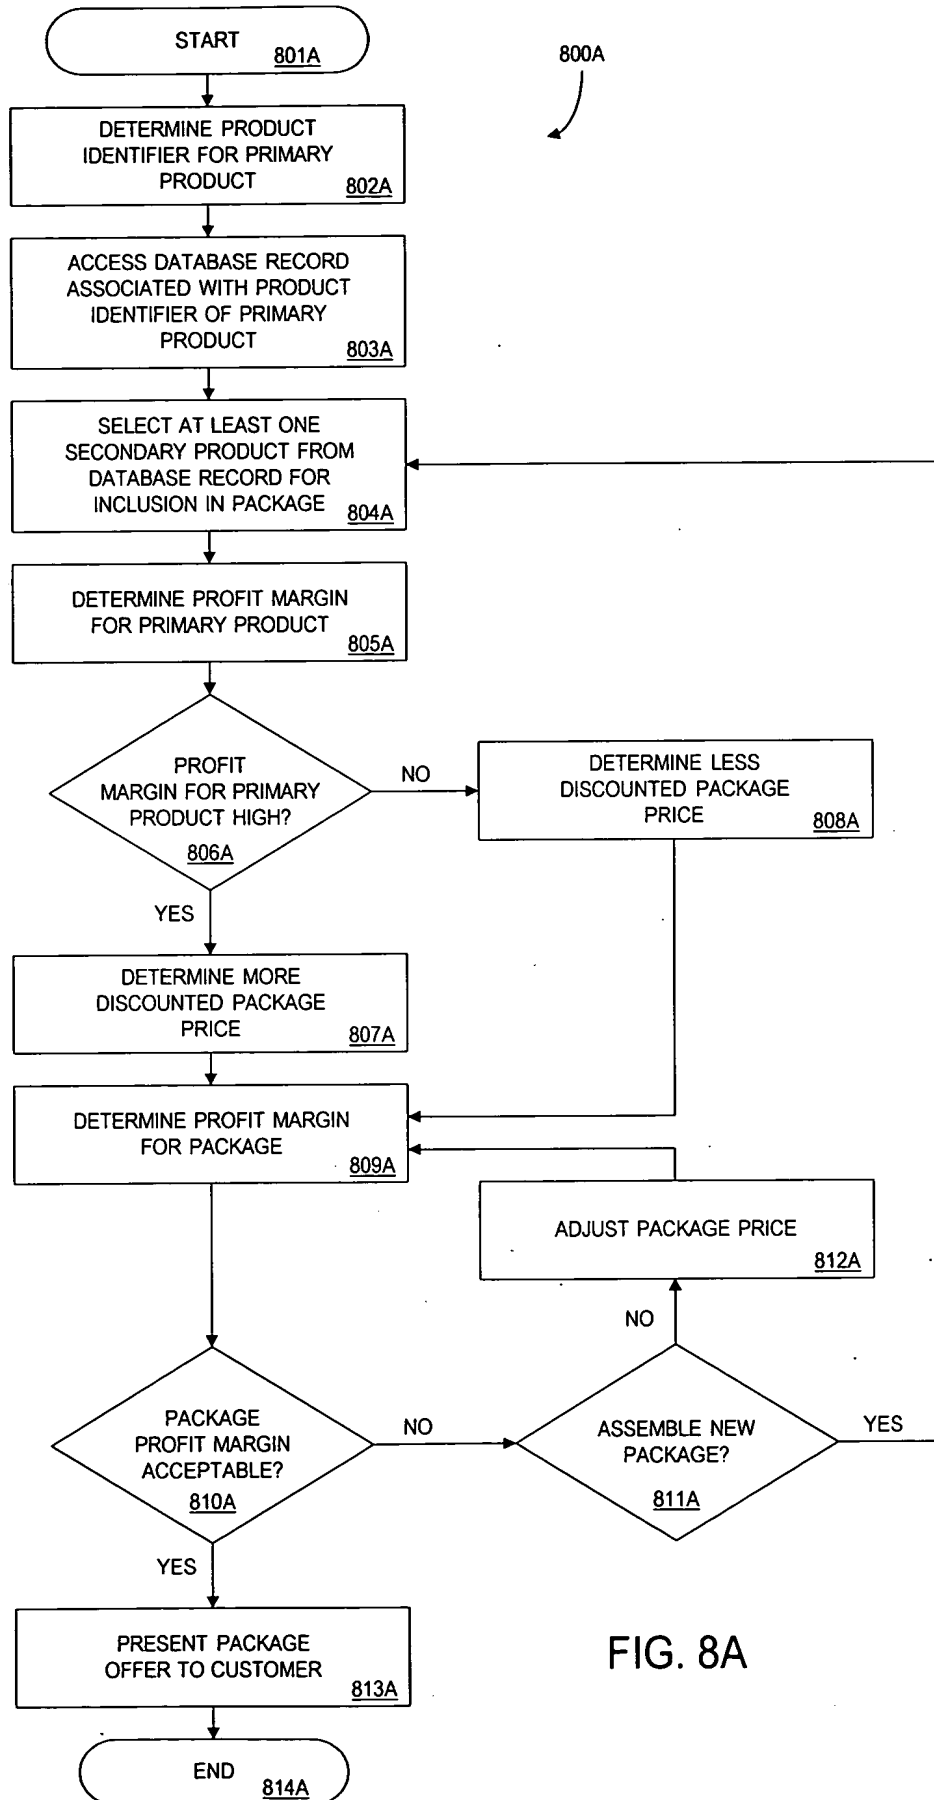 START
801A
800A
DETERMINE PRODUCT
IDENTIFIER FOR PRIMARY
PRODUCT
802A
ACCESS DATABASE RECORD
ASSOCIATED WITH PRODUCT
IDENTIFIER OF PRIMARY
PRODUCT
803A
SELECT AT LEAST ONE
SECONDARY PRODUCT FROM
DATABASE RECORD FOR
INCLUSION IN PACKAGE
804A
DETERMINE PROFIT MARGIN
FOR PRIMARY PRODUCT
805A
PROFIT
MARGIN FOR PRIMARY
PRODUCT HIGH?
806A
NO
DETERMINE LESS
DISCOUNTED PACKAGE
PRICE
808A
YES
DETERMINE MORE
DISCOUNTED PACKAGE
PRICE
807A
DETERMINE PROFIT MARGIN
FOR PACKAGE
809A
ADJUST PACKAGE PRICE
812A
NO
PACKAGE
PROFIT MARGIN
ACCEPTABLE?
810A
NO
ASSEMBLE NEW
PACKAGE?
811A
YES
YES
PRESENT PACKAGE
OFFER TO CUSTOMER
813A
FIG. 8A
END
814A